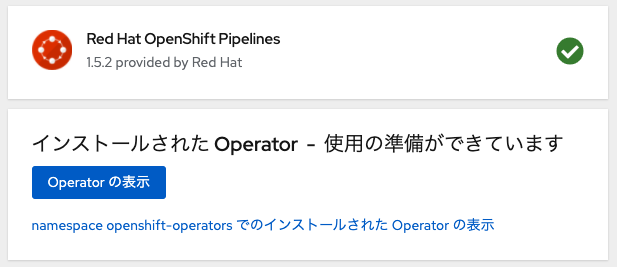 Red Hat OpenShift Pipelines
1.5.2 provided by Red Hat
インストールされた Operator - 使用の準備ができています
Operator の表示
namespace openshift-operators でのインストールされた Operator の表示